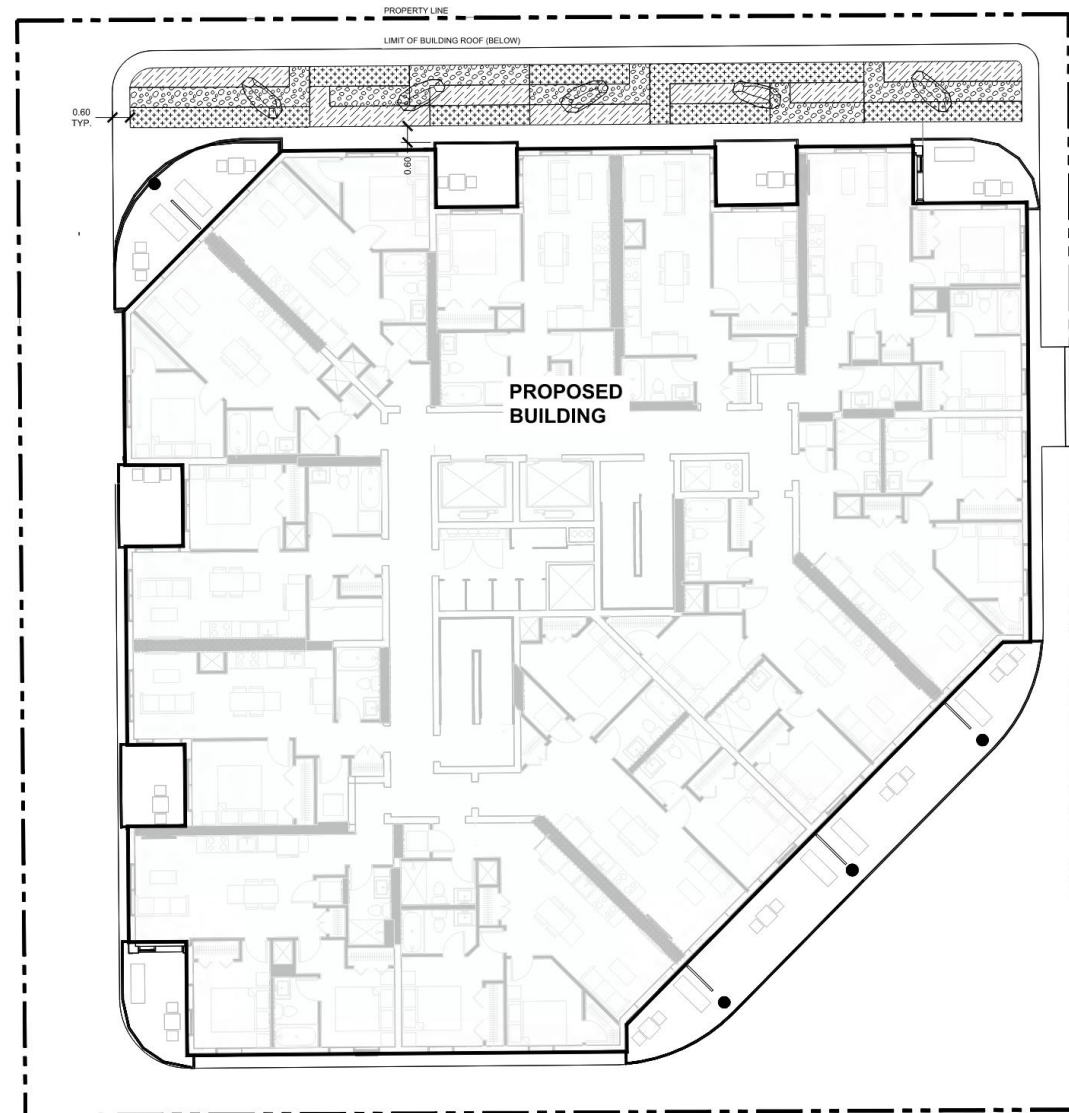 PROPERTY LINE
LIMIT OF BUILDING ROOF (BELOW)
0.60
TYP.
0.60
PROPOSED
BUILDING